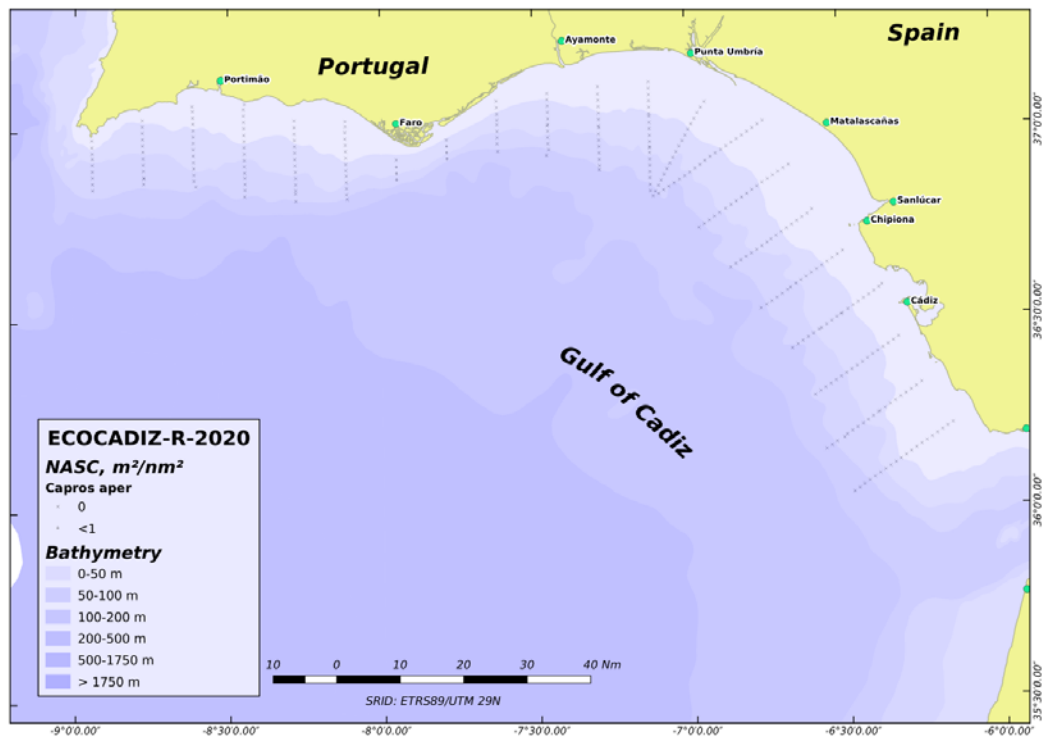 Spain
Portugal
Ayamonte
Punta Umbría
Portimão
Faro
Matalascañas
Sanlúcar
Chipiona
Cádiz
Gulf of Cadiz
37°0'0.00"
36°30'0.00"
36°0'0.00"
35°30'0.00"
ECOCADIZ-R-2020
NASC, m²/nm²
Capros aper
0
<1
Bathymetry
0-50 m
50-100 m
100-200 m
200-500 m
500-1750 m
> 1750 m
10 0 10 20 30 40 Nm
SRID: ETRS89/UTM 29N
-9°0'0.00" -8°30'0.00" -8°0'0.00" -7°30'0.00" -7°0'0.00" -6°30'0.00" -6°0'0.00"